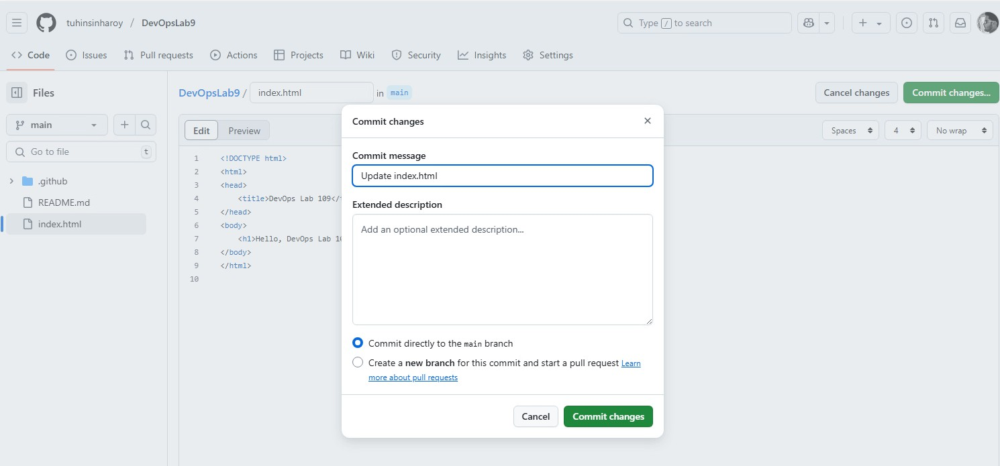 tuhinsinharoy / DevOpsLab9
Type / to search
Code Issues Pull requests Actions Projects Wiki Security Insights Settings
Files
main
Go to file t
.github
README.md
index.html
DevOpsLab9 / index.html in main
Cancel changes Commit changes...
Edit Preview
Spaces 4 No wrap
1 <!DOCTYPE html>
2 <html>
3 <head>
4 <title>DevOps Lab 109</
5 </head>
6 <body>
7 <h1>Hello, DevOps Lab
8 </body>
9 </html>
10
Commit changes
Commit message
Update index.html
Extended description
Add an optional extended description...
Commit directly to the main branch
Create a new branch for this commit and start a pull request Learn
more about pull requests
Cancel Commit changes